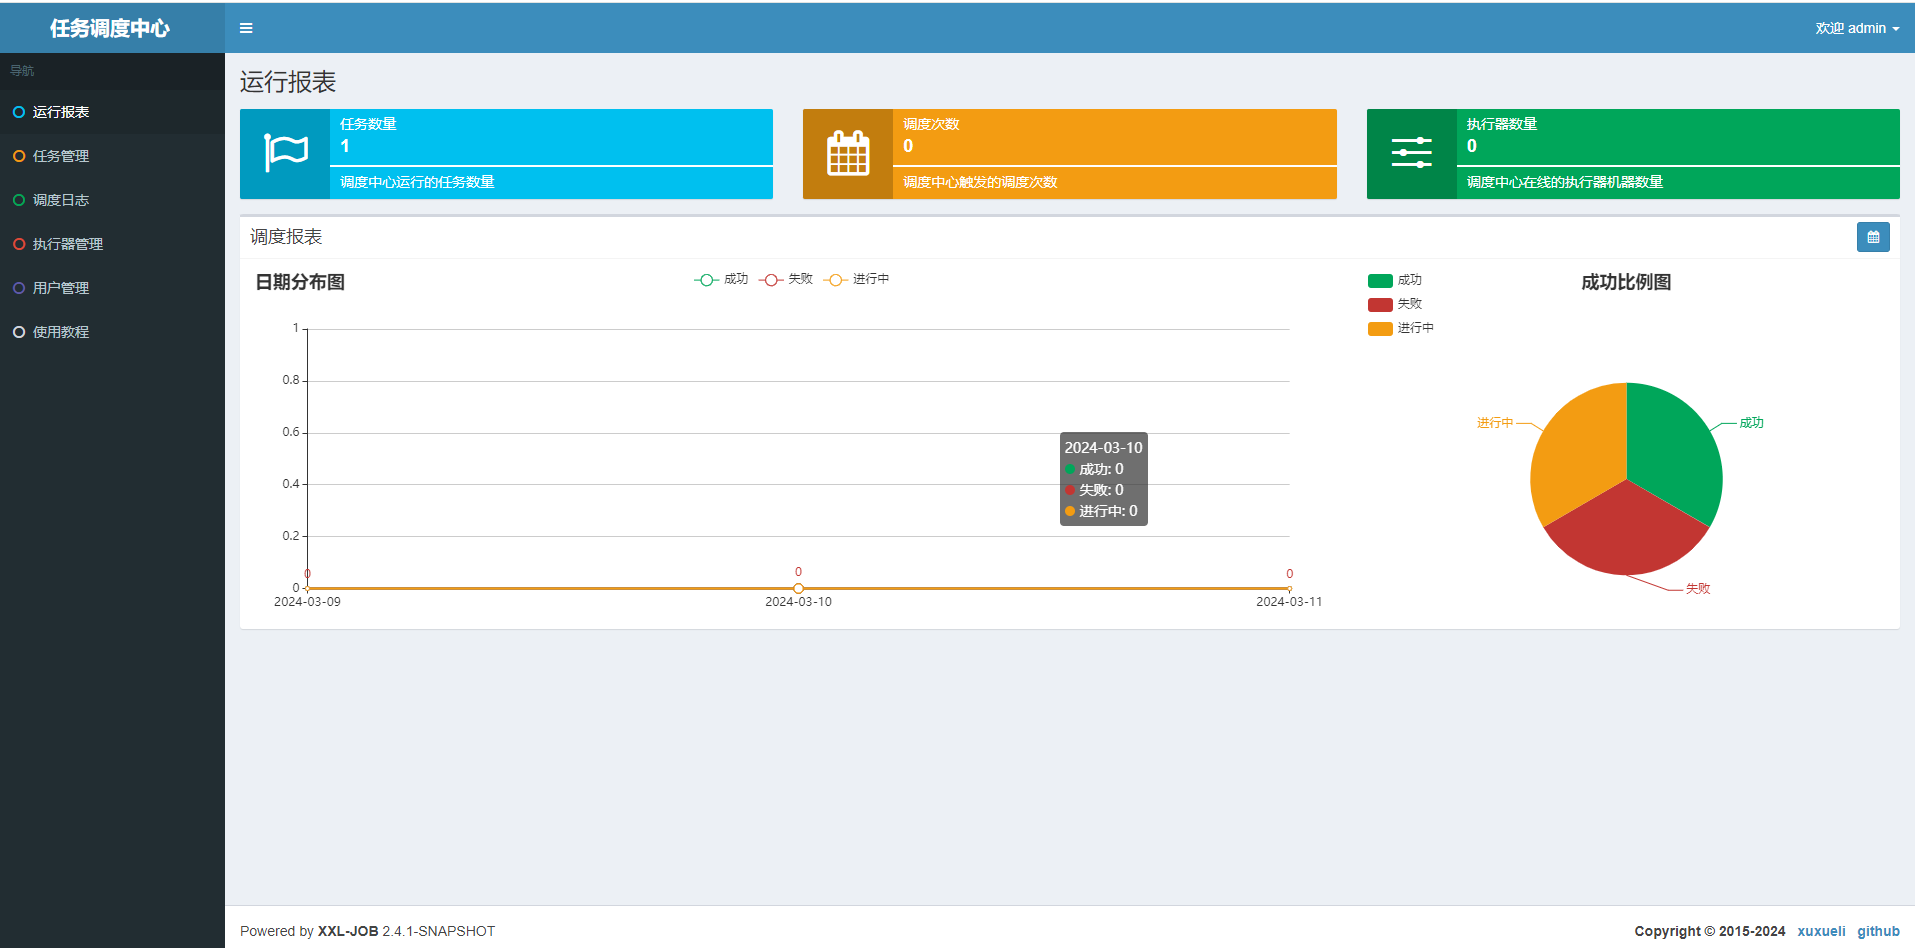 任务调度中心
欢迎 admin
导航
运行报表
任务管理
调度日志
执行器管理
用户管理
使用教程
运行报表
任务数量
1
调度中心运行的任务数量
调度次数
0
调度中心触发的调度次数
执行器数量
0
调度中心在线的执行器机器数量
调度报表
日期分布图
成功 失败 进行中
1
0.8
0.6
0.4
0.2
0
0 0 0
2024-03-09 2024-03-10 2024-03-11
2024-03-10
成功: 0
失败: 0
进行中: 0
成功
失败
进行中
成功比例图
进行中
成功
失败
Powered by XXL-JOB 2.4.1-SNAPSHOT
Copyright © 2015-2024 xuxueli github